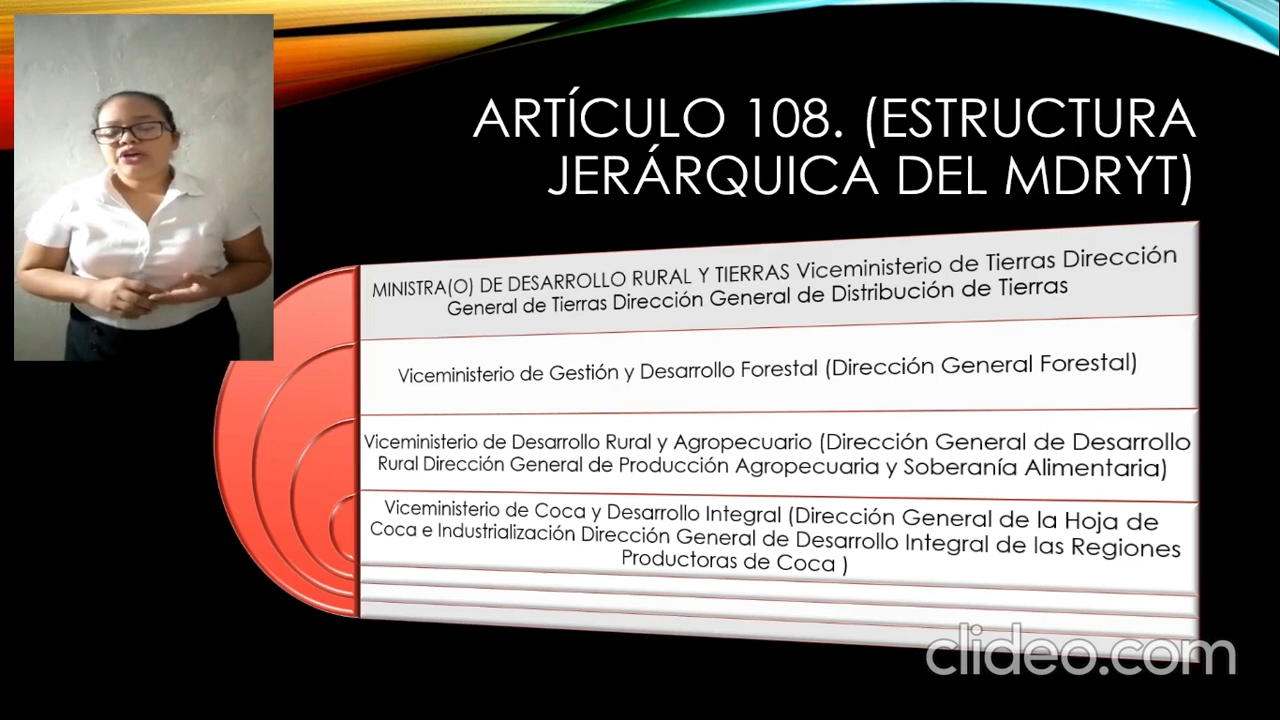 ARTÍCULO 108. (ESTRUCTURA
JERÁRQUICA DEL MDRYT)
MINISTRA(O) DE DESARROLLO RURAL Y TIERRAS Viceministerio de Tierras Dirección
General de Tierras Dirección General de Distribución de Tierras
Viceministerio de Gestión y Desarrollo Forestal (Dirección General Forestal)
Viceministerio de Desarrollo Rural y Agropecuario (Dirección General de Desarrollo
Rural Dirección General de Producción Agropecuaria y Soberanía Alimentaria)
Viceministerio de Coca y Desarrollo Integral (Dirección General de la Hoja de
Coca e Industrialización Dirección General de Desarrollo Integral de las Regiones
Productoras de Coca )
clideo.com